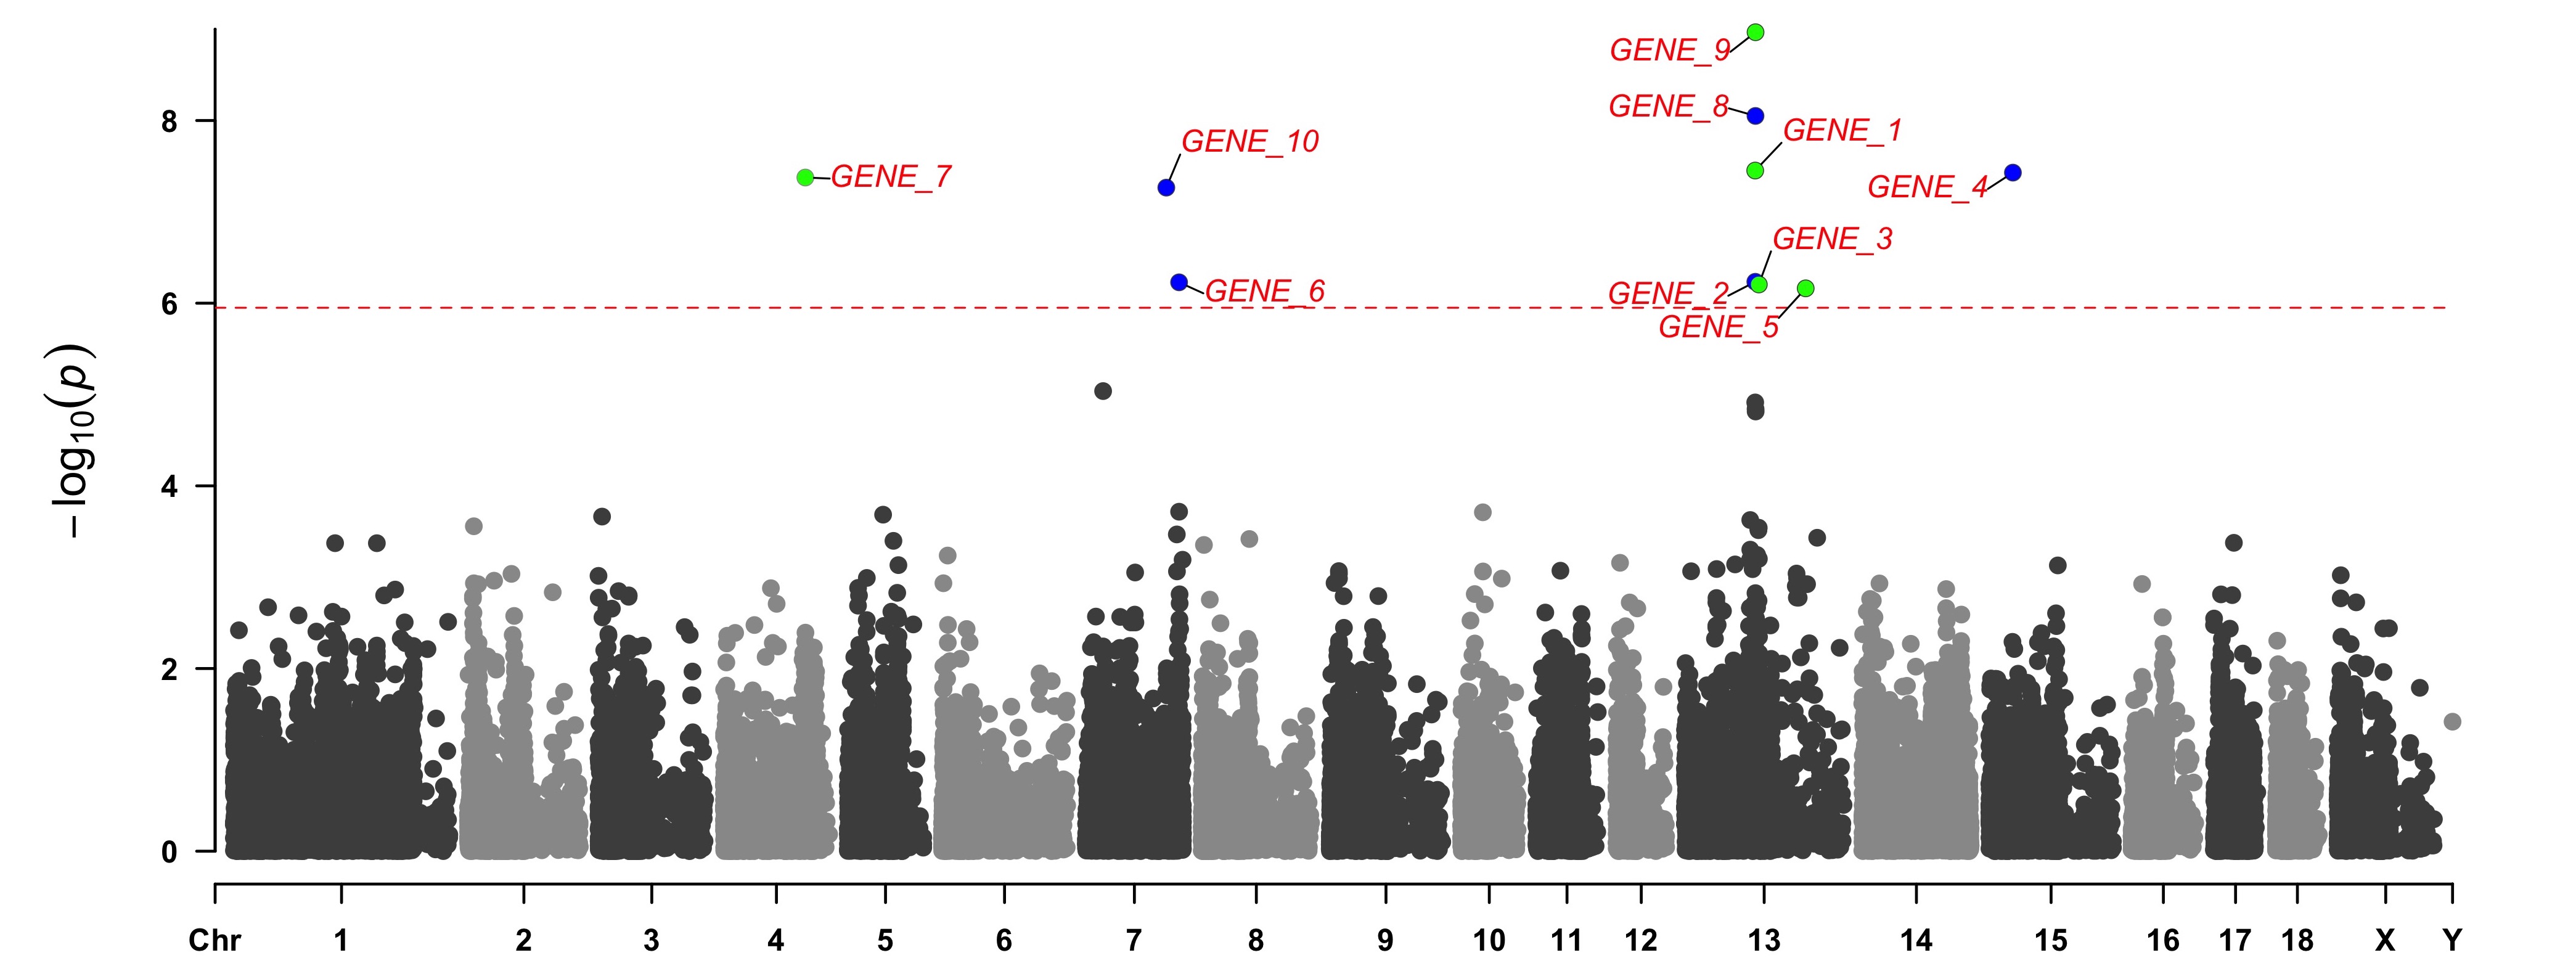 GENE_9
8
GENE_8
GENE_1
GENE_10
GENE_7
GENE_4
GENE_3
6
GENE_6
GENE_2
GENE_5
−log10(p)
4
2
0
Chr 1 2 3 4 5 6 7 8 9 10 11 12 13 14 15 16 17 18 X Y